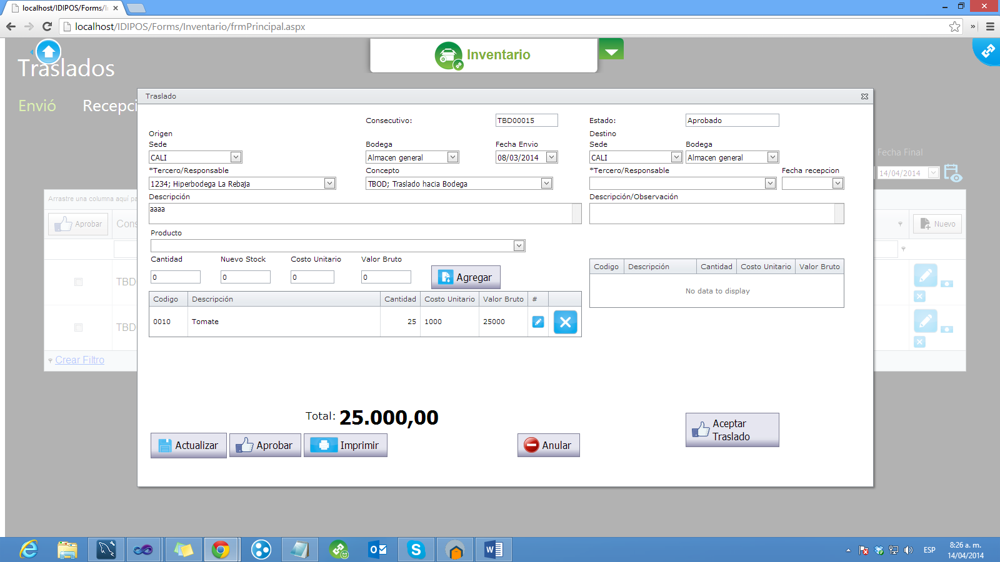 localhost/IDIPOS/Forms/I
localhost/IDIPOS/Forms/Inventario/frmPrincipal.aspx
Inventario
Traslados
Envió Recepci
Traslado
Consecutivo: TBD00015 Estado: Aprobado
Origen Destino
Sede Bodega Fecha Envio Sede Bodega
CALI Almacen general 08/03/2014 CALI Almacen general
Fecha Final
*Tercero/Responsable Concepto *Tercero/Responsable Fecha recepcion
14/04/2014
1234; Hiperbodega La Rebaja TBOD; Traslado hacia Bodega
Descripción Descripción/Observación
Arrastre una columna aquí pa
aaaa
Aprobar Cons Nuevo
Producto
Cantidad Nuevo Stock Costo Unitario Valor Bruto
0 0 0 0 Agregar
Codigo Descripción Cantidad Costo Unitario Valor Bruto
TBD
No data to display
Codigo Descripción Cantidad Costo Unitario Valor Bruto #
0010 Tomate 25 1000 25000
TBD
Crear Filtro
Total: 25.000,00
Aceptar
Traslado
Actualizar Aprobar Imprimir Anular
ESP
8:26 a. m.
14/04/2014